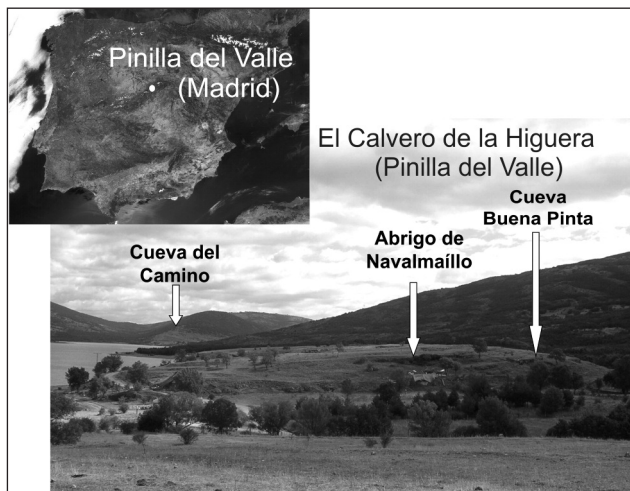 Pinilla del Valle
(Madrid)
El Calvero de la Higuera
(Pinilla del Valle)
Cueva
Buena Pinta
Abrigo de
Navalmaíllo
Cueva del
Camino